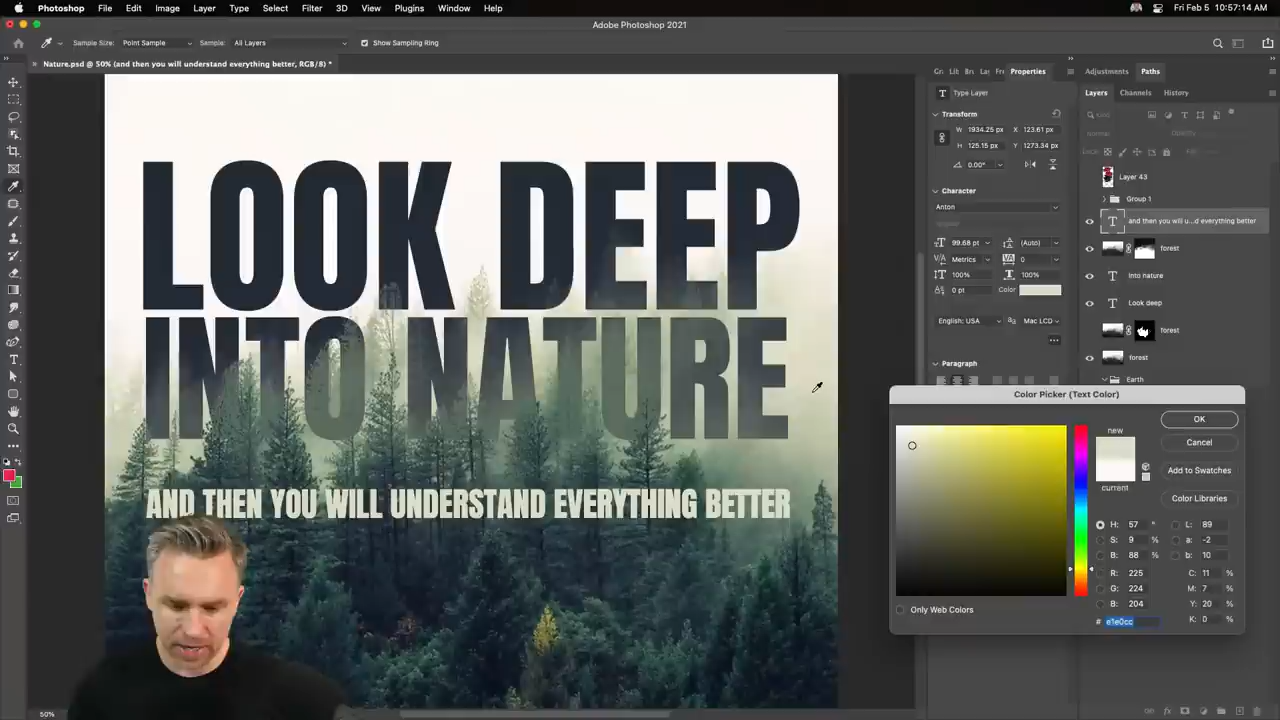 Photoshop File Edit Image Layer Type Select Filter 3D View Plugins Window Help Fri Feb 5 10:57:14 AM
Adobe Photoshop 2021
Sample Size: Point Sample Sample: All Layers Show Sampling Ring
Nature.psd @ 50% (and then you will understand everything better, RGB/8) *
Properties
Adjustments Paths
Type Layer
Layers Channels History
Transform
W 1934.25 px X 123.61 px
H 125.15 px Y 1273.34 px
0.00°
Character
Anton
99.68 pt (Auto)
Metrics 0
100% 100%
0 pt Color
English: USA Mac LCD
Paragraph
Layer 43
Group 1
and then you will u...d everything better
forest
Into nature
Look deep
forest
forest
Earth
LOOK DEEP
INTO NATURE
AND THEN YOU WILL UNDERSTAND EVERYTHING BETTER
Color Picker (Text Color)
new
current
OK
Cancel
Add to Swatches
Color Libraries
H: 57 ° L: 89
S: 9 % a: -2
B: 88 % b: 10
R: 225 C: 11 %
G: 224 M: 7 %
B: 204 Y: 20 %
# e1e0cc K: 0 %
Only Web Colors
50%